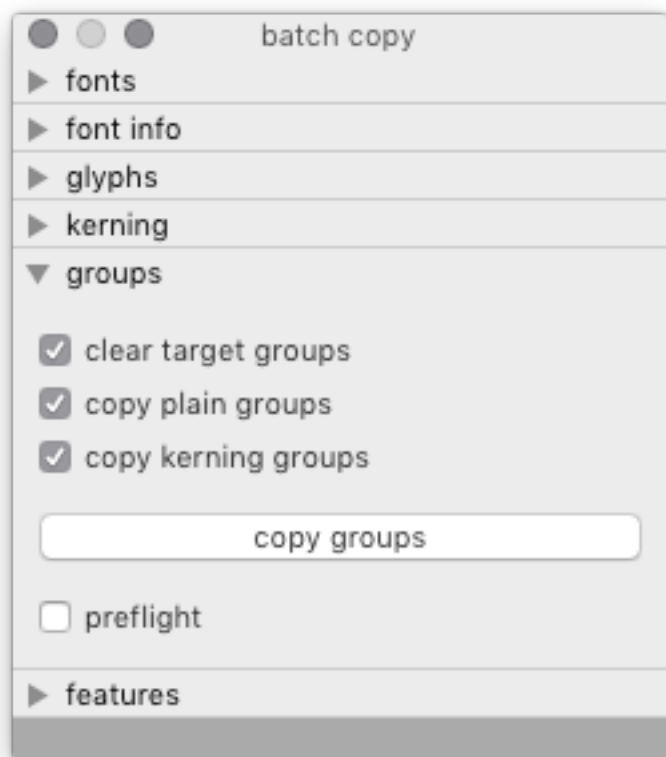 batch copy
fonts
font info
glyphs
kerning
groups
clear target groups
copy plain groups
copy kerning groups
copy groups
preflight
features